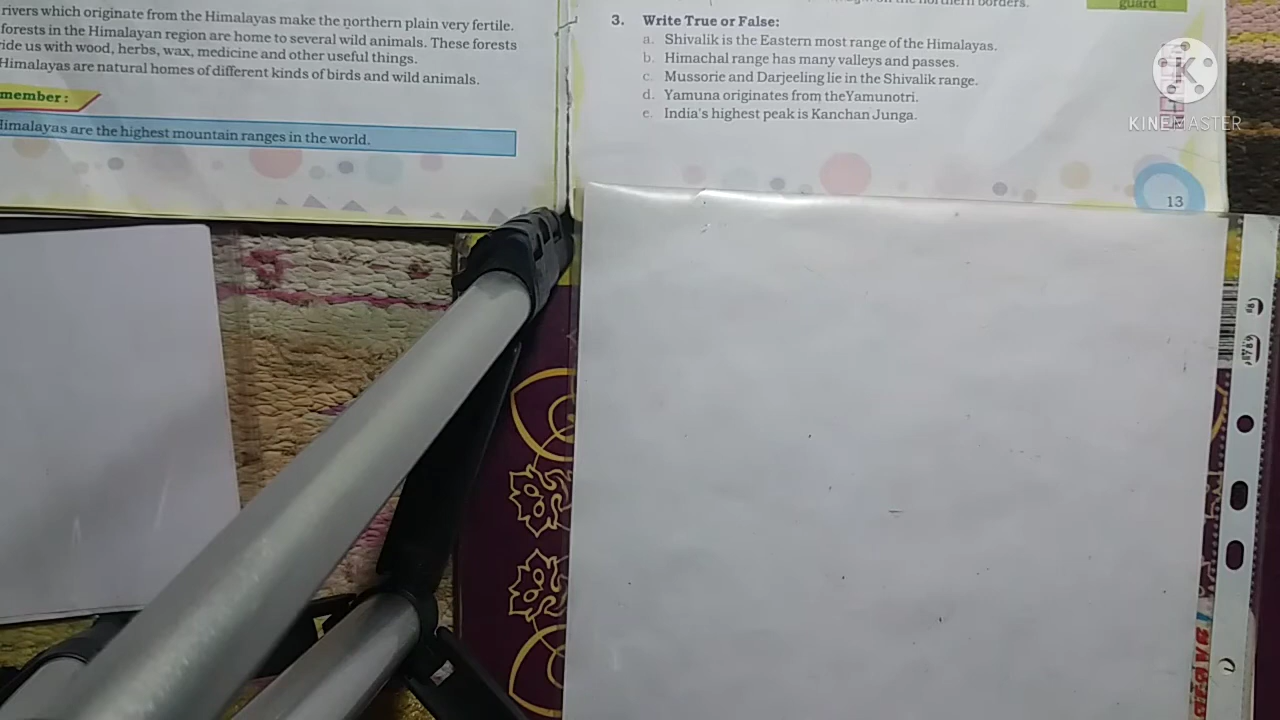 rivers which originate from the Himalayas make the northern plain very fertile.
forests in the Himalayan region are home to several wild animals. These forests
ide us with wood, herbs, wax, medicine and other useful things.
Himalayas are natural homes of different kinds of birds and wild animals.
member :
Himalayas are the highest mountain ranges in the world.
northern borders.
guard
3. Write True or False:
a. Shivalik is the Eastern most range of the Himalayas.
b. Himachal range has many valleys and passes.
c. Mussorie and Darjeeling lie in the Shivalik range.
d. Yamuna originates from theYamunotri.
e. India's highest peak is Kanchan Junga.
13
KINEMASTER